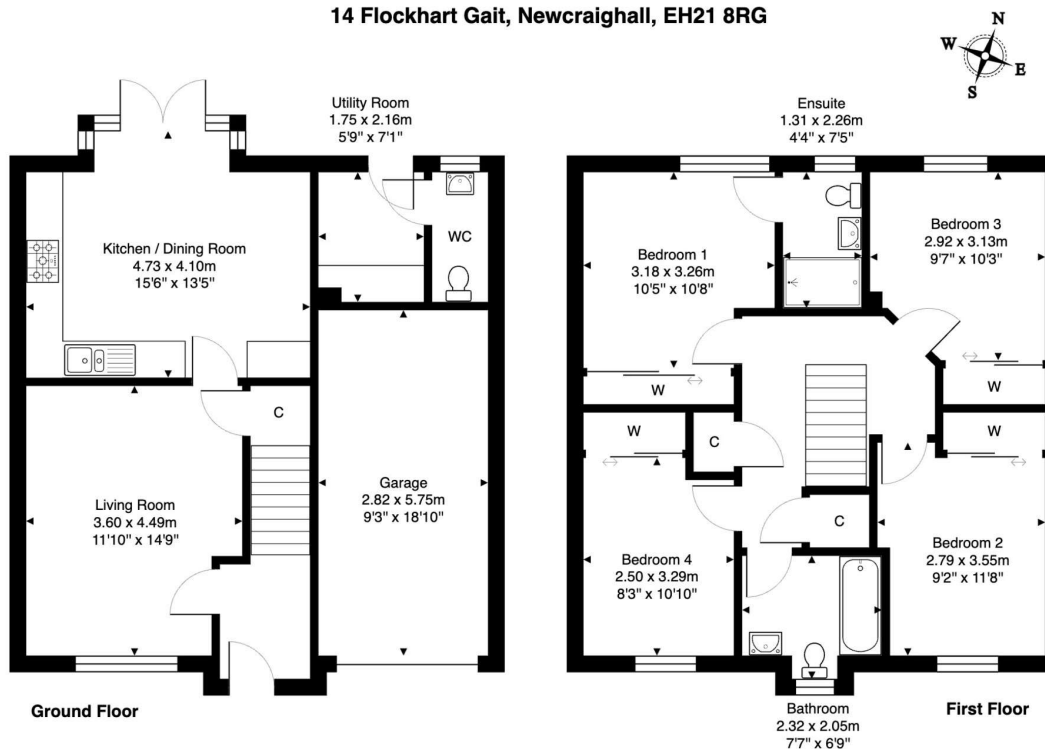 14 Flockhart Gait, Newcraighall, EH21 8RG
N
W
E
S
Utility Room
1.75 x 2.16m
5'9" x 7'1"
Ensuite
1.31 x 2.26m
4'4" x 7'5"
Kitchen / Dining Room
4.73 x 4.10m
15'6" x 13'5"
WC
Bedroom 1
3.18 x 3.26m
10'5" x 10'8"
Bedroom 3
2.92 x 3.13m
9'7" x 10'3"
W
W
C
W
C
W
Living Room
3.60 x 4.49m
11'10" x 14'9"
Garage
2.82 x 5.75m
9'3" x 18'10"
C
Bedroom 4
2.50 x 3.29m
8'3" x 10'10"
Bedroom 2
2.79 x 3.55m
9'2" x 11'8"
Ground Floor
Bathroom
2.32 x 2.05m
7'7" x 6'9"
First Floor